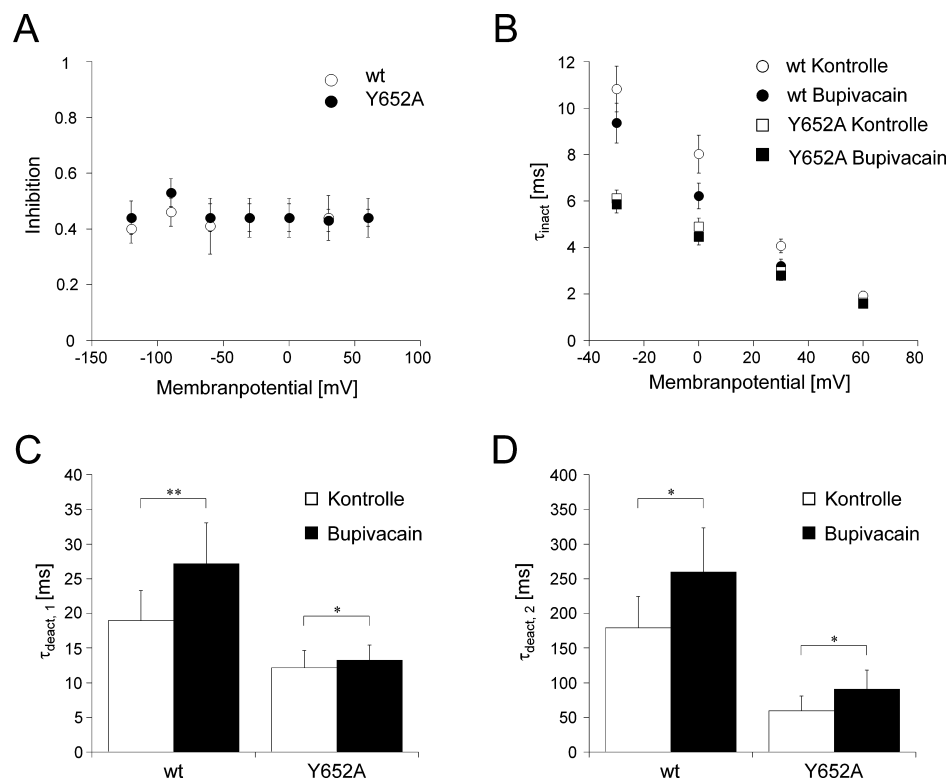 A
1
0.8
0.6
0.4
0.2
0
Inhibition
-150 -100 -50 0 50 100
Membranpotential [mV]
wt
Y652A
B
12
10
8
6
4
2
0
τinact [ms]
-40 -20 0 20 40 60 80
Membranpotential [mV]
wt Kontrolle
wt Bupivacain
Y652A Kontrolle
Y652A Bupivacain
C
40
35
30
25
20
15
10
5
0
τdeact, 1 [ms]
**
*
Kontrolle
Bupivacain
wt Y652A
D
400
350
300
250
200
150
100
50
0
τdeact, 2 [ms]
*
*
Kontrolle
Bupivacain
wt Y652A